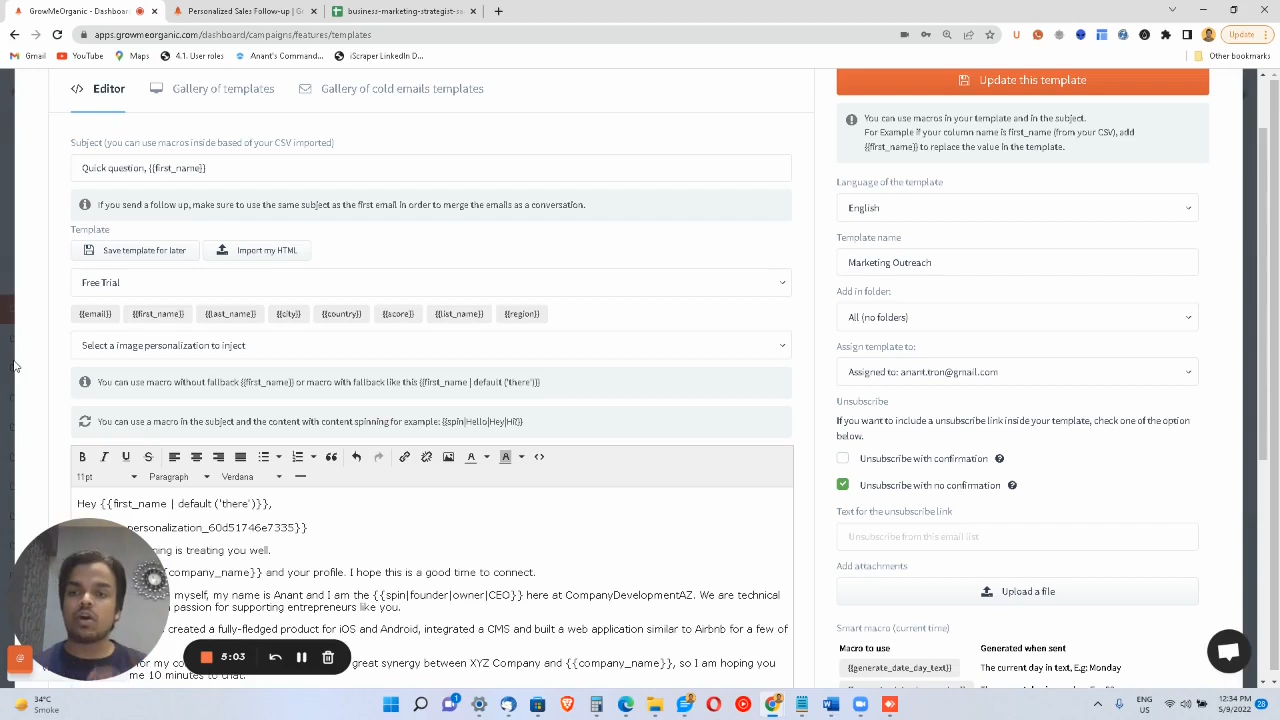 GrowMeOrganic - Dashboar
Personalized Sales Follow-up | Gr
business-marketing-strategist-sa
apps.growmeorganic.com/dashboard/campaigns/features/templates
Update
Gmail
YouTube
Maps
4.1. User roles
Anant's Command...
iScraper LinkedIn D...
Other bookmarks
Editor
Gallery of templates
Gallery of cold emails templates
Subject (you can use macros inside based of your CSV imported)
Quick question, {{first_name}}
If you send a follow up, make sure to use the same subject as the first email in order to merge the emails as a conversation.
Template
Save template for later
Import my HTML
Free Trial
{{email}}
{{first_name}}
{{last_name}}
{{city}}
{{country}}
{{score}}
{{list_name}}
{{region}}
Select a image personalization to inject
You can use macro without fallback {{first_name}} or macro with fallback like this {{first_name | default ('there')}}
You can use a macro in the subject and the content with content spinning for example: {{spin|Hello|Hey|Hi!}}
11pt
Paragraph
Verdana
Hey {{first_name | default ('there')}},
personalization_60d51746e7335}}
ning is treeting you well.
{company_name}} and your profile. I hope this is a good time to connect.
myself, my name is Anant and I am the {{spin|founder|owner|CEO}} here at CompanyDevelopmentAZ. We are technical
passion for supporting entrepreneurs like you.
created a fully-fledged product for iOS and Android, integrated a CMS and built a web application similar to Airbnb for a few of
for my co
great synergy between XYZ Company and {{company_name}}, so I am hoping you
me 10 minutes to chat.
5:03
Update this template
You can use macros in your template and in the subject.
For Example if your column name is first_name (from your CSV), add
{{first_name}} to replace the value in the template.
Language of the template
English
Template name
Marketing Outreach
Add in folder:
All (no folders)
Assign template to:
Assigned to: anant.tron@gmail.com
Unsubscribe
If you want to include a unsubscribe link inside your template, check one of the option
below.
Unsubscribe with confirmation
Unsubscribe with no confirmation
Text for the unsubscribe link
Unsubscribe from this email list
Add attachments
Upload a file
Smart macro (current time)
Macro to use
Generated when sent
{{generate_date_day_text}}
The current day in text, E.g: Monday
34°C
Smoke
ENG
US
12:34 PM
5/9/2022
28